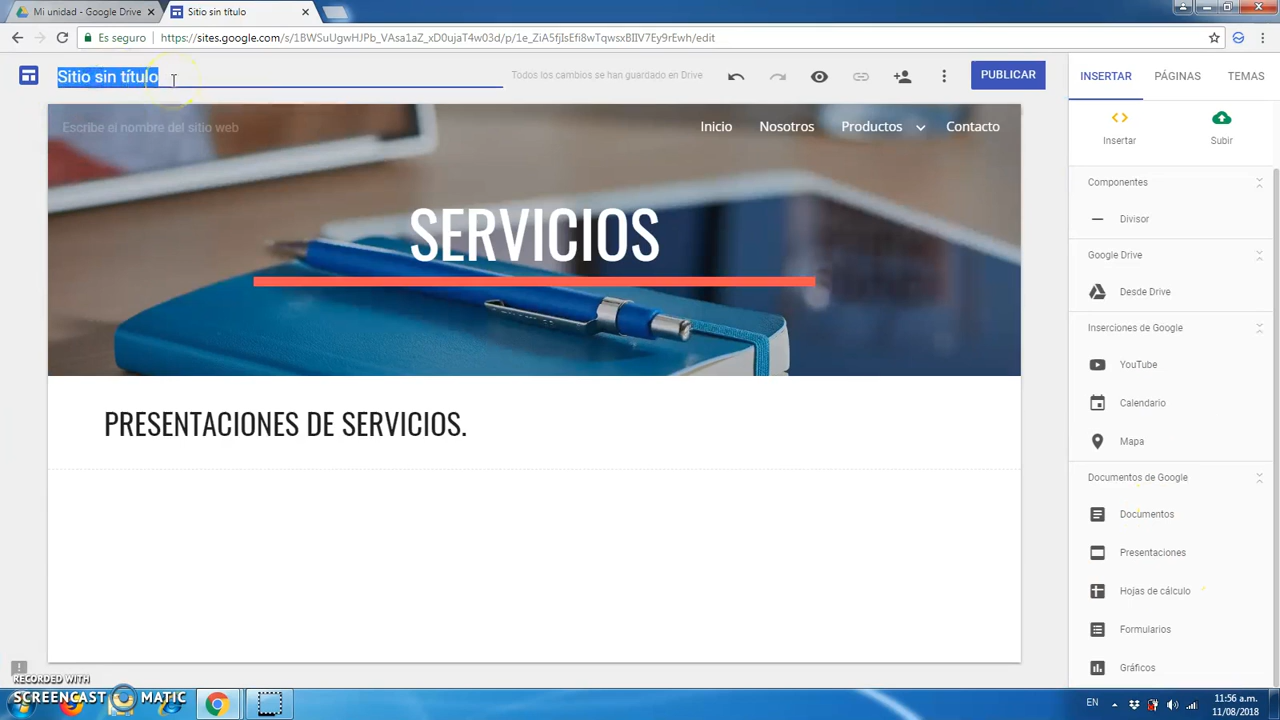 Mi unidad - Google Drive
Sitio sin título
Es seguro
https://sites.google.com/s/1BWSuUgwHJPb_VAsa1aZ_xD0ujaT4w03d/p/1e_ZiA5fjIsEfi8wTqwsxBIIV7Ey9rEwh/edit
Sitio sin título
Todos los cambios se han guardado en Drive
PUBLICAR
INSERTAR
PÁGINAS
TEMAS
Escribe el nombre del sitio web
Inicio
Nosotros
Productos
Contacto
SERVICIOS
PRESENTACIONES DE SERVICIOS.
Insertar
Subir
Componentes
Divisor
Google Drive
Desde Drive
Inserciones de Google
YouTube
Calendario
Mapa
Documentos de Google
Documentos
Presentaciones
Hojas de cálculo
Formularios
Gráficos
RECORDED WITH
SCREENCAST MATIC
EN
11:56 a.m.
11/08/2018